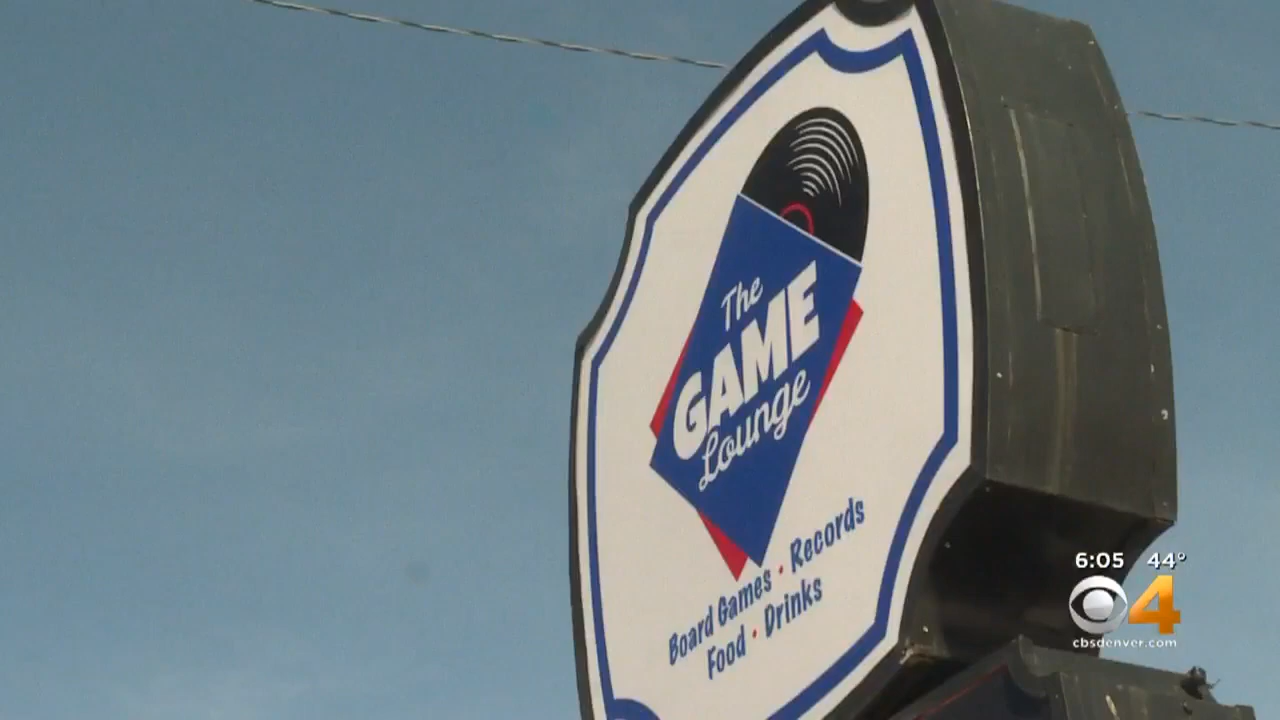 The
GAME
Lounge
Board Games • Records
Food • Drinks
6:05 44°
4
cbsdenver.com